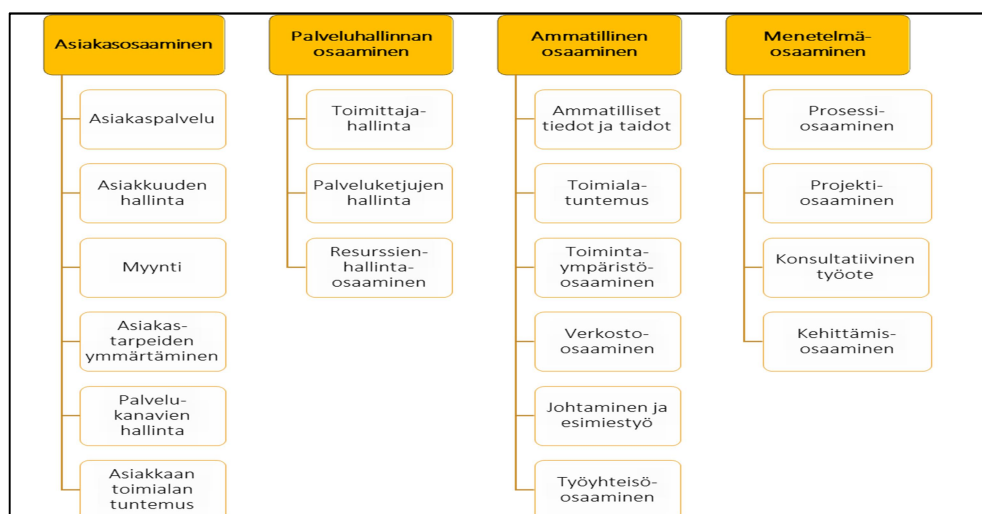 Asiakasosaaminen
Asiakaspalvelu
Asiakkuuden
hallinta
Myynti
Asiakas-
tarpeiden
ymmärtäminen
Palvelu-
kanavien
hallinta
Asiakkaan
toimialan
tuntemus
Palveluhallinnan
osaaminen
Toimittaja-
hallinta
Palveluketjujen
hallinta
Resurssien-
hallinta-
osaaminen
Ammatillinen
osaaminen
Ammatilliset
tiedot ja taidot
Toimiala-
tuntemus
Toiminta-
ympäristö-
osaaminen
Verkosto-
osaaminen
Johtaminen ja
esimiestyö
Työyhteisö-
osaaminen
Menetelmä-
osaaminen
Prosessi-
osaaminen
Projekti-
osaaminen
Konsultatiivinen
työote
Kehittämis-
osaaminen